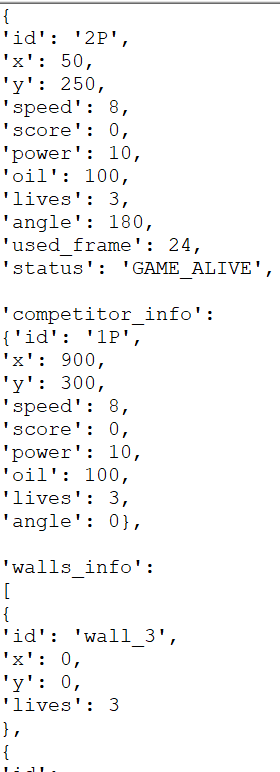 {
'id': '2P',
'x': 50,
'y': 250,
'speed': 8,
'score': 0,
'power': 10,
'oil': 100,
'lives': 3,
'angle': 180,
'used_frame': 24,
'status': 'GAME_ALIVE',
'competitor_info':
{'id': '1P',
'x': 900,
'y': 300,
'speed': 8,
'score': 0,
'power': 10,
'oil': 100,
'lives': 3,
'angle': 0},
'walls_info':
[
{
'id': 'wall_3',
'x': 0,
'y': 0,
'lives': 3
},
{
'id':